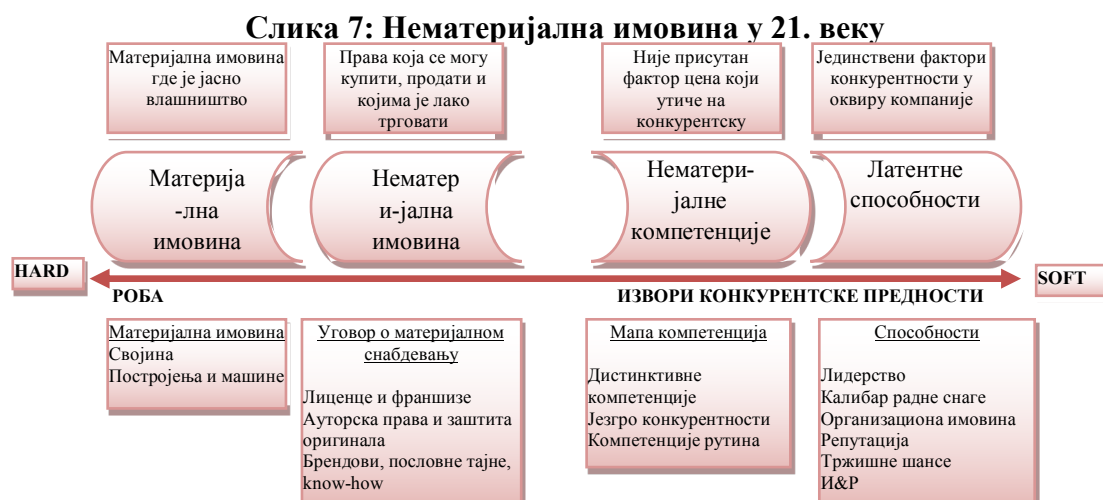 Слика 7: Нематеријална имовина у 21. веку
Материјална имовина
где је јасно
влашништво
Права која се могу
купити, продати и
којима је лако
трговати
Није присутан
фактор цена који
утиче на
конкурентску
Јединствени фактори
конкурентности у
оквиру компаније
Материја
-лна
имовина
Нематер
и-јална
имовина
Нематери-
јалне
компетенције
Латентне
способности
HARD
SOFT
РОБА
ИЗВОРИ КОНКУРЕНТСКЕ ПРЕДНОСТИ
Материјална имовина
Својина
Постројења и машине
Уговор о материјалном
снабдевању
Лиценце и франшизе
Ауторска права и заштита
оригинала
Брендови, пословне тајне,
know-how
Мапа компетенција
Дистинктивне
компетенције
Језгро конкурентности
Компетенције рутина
Способности
Лидерство
Калибар радне снаге
Организациона имовина
Репутација
Тржишне шансе
И&Р